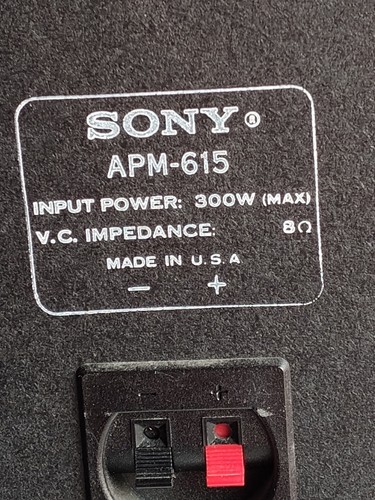 SONY®
APM-615
INPUT POWER: 300W (MAX)
V.C. IMPEDANCE: 8Ω
MADE IN U.S.A
− +
− +